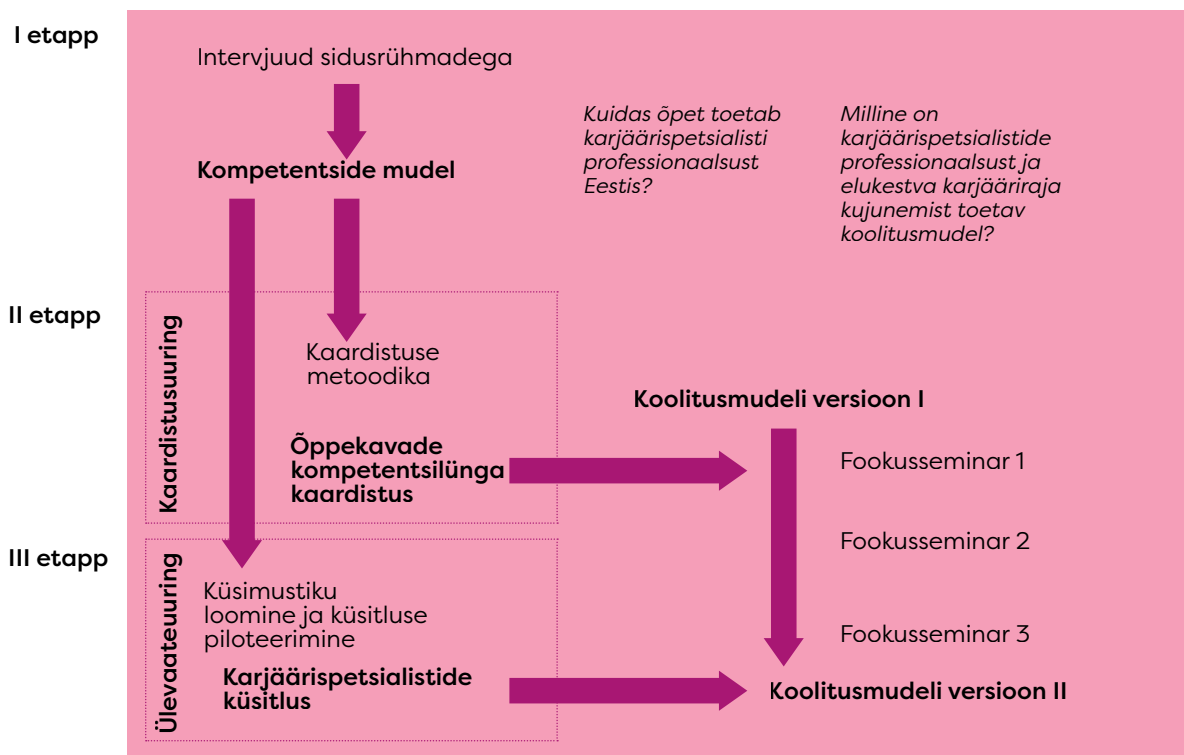 I etapp
Intervjuud sidusrühmadega
Kuidas õpet toetab
karjäärispetsialisti
professionaalsust
Eestis?
Milline on
karjäärispetsialistide
professionaalsust ja
elukestva karjääriraja
kujunemist toetav
koolitusmudel?
Kompetentside mudel
II etapp
Kaardistusuuring
Kaardistuse
metoodika
Õppekavade
kompetentsilünga
kaardistus
Koolitusmudeli versioon I
Fookusseminar 1
Fookusseminar 2
Fookusseminar 3
III etapp
Ülevaateuuring
Küsimustiku
loomine ja küsitluse
piloteerimine
Karjäärispetsialistide
küsitlus
Koolitusmudeli versioon II